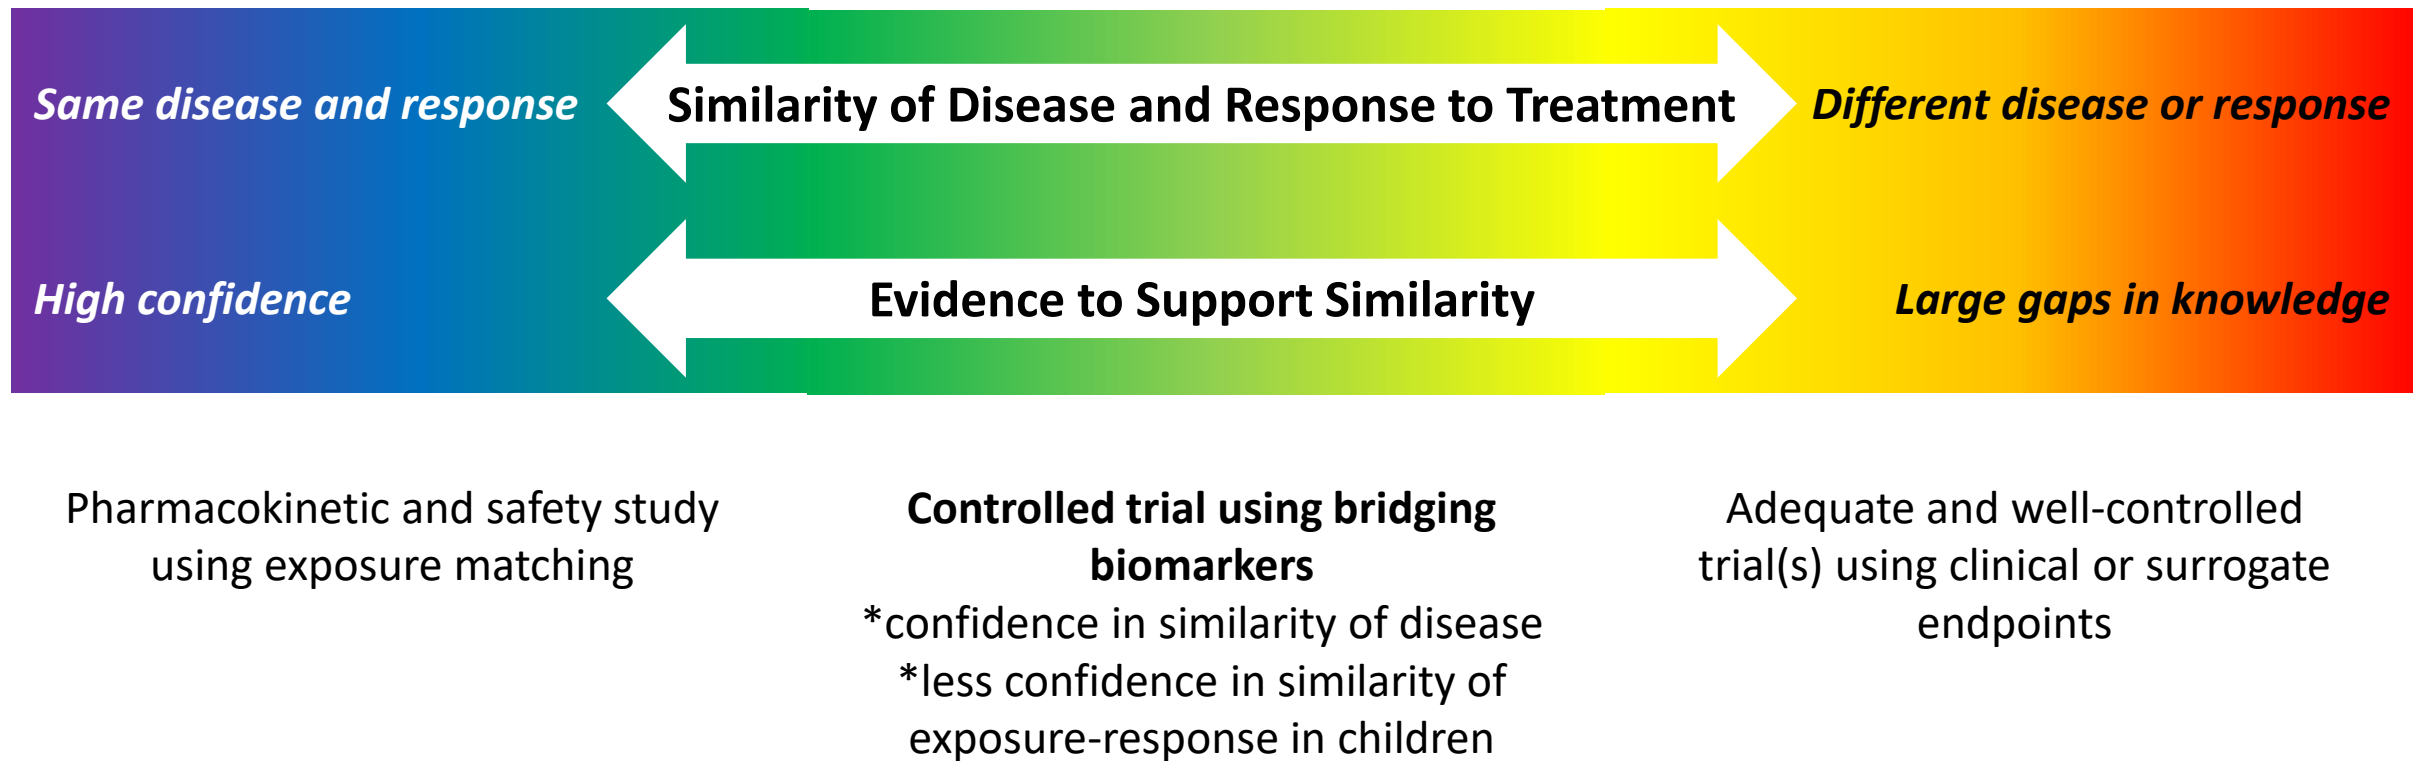 Same disease and response
Similarity of Disease and Response to Treatment
Different disease or response
High confidence
Evidence to Support Similarity
Large gaps in knowledge
Pharmacokinetic and safety study
using exposure matching
Controlled trial using bridging
biomarkers
*confidence in similarity of disease
*less confidence in similarity of
exposure-response in children
Adequate and well-controlled
trial(s) using clinical or surrogate
endpoints